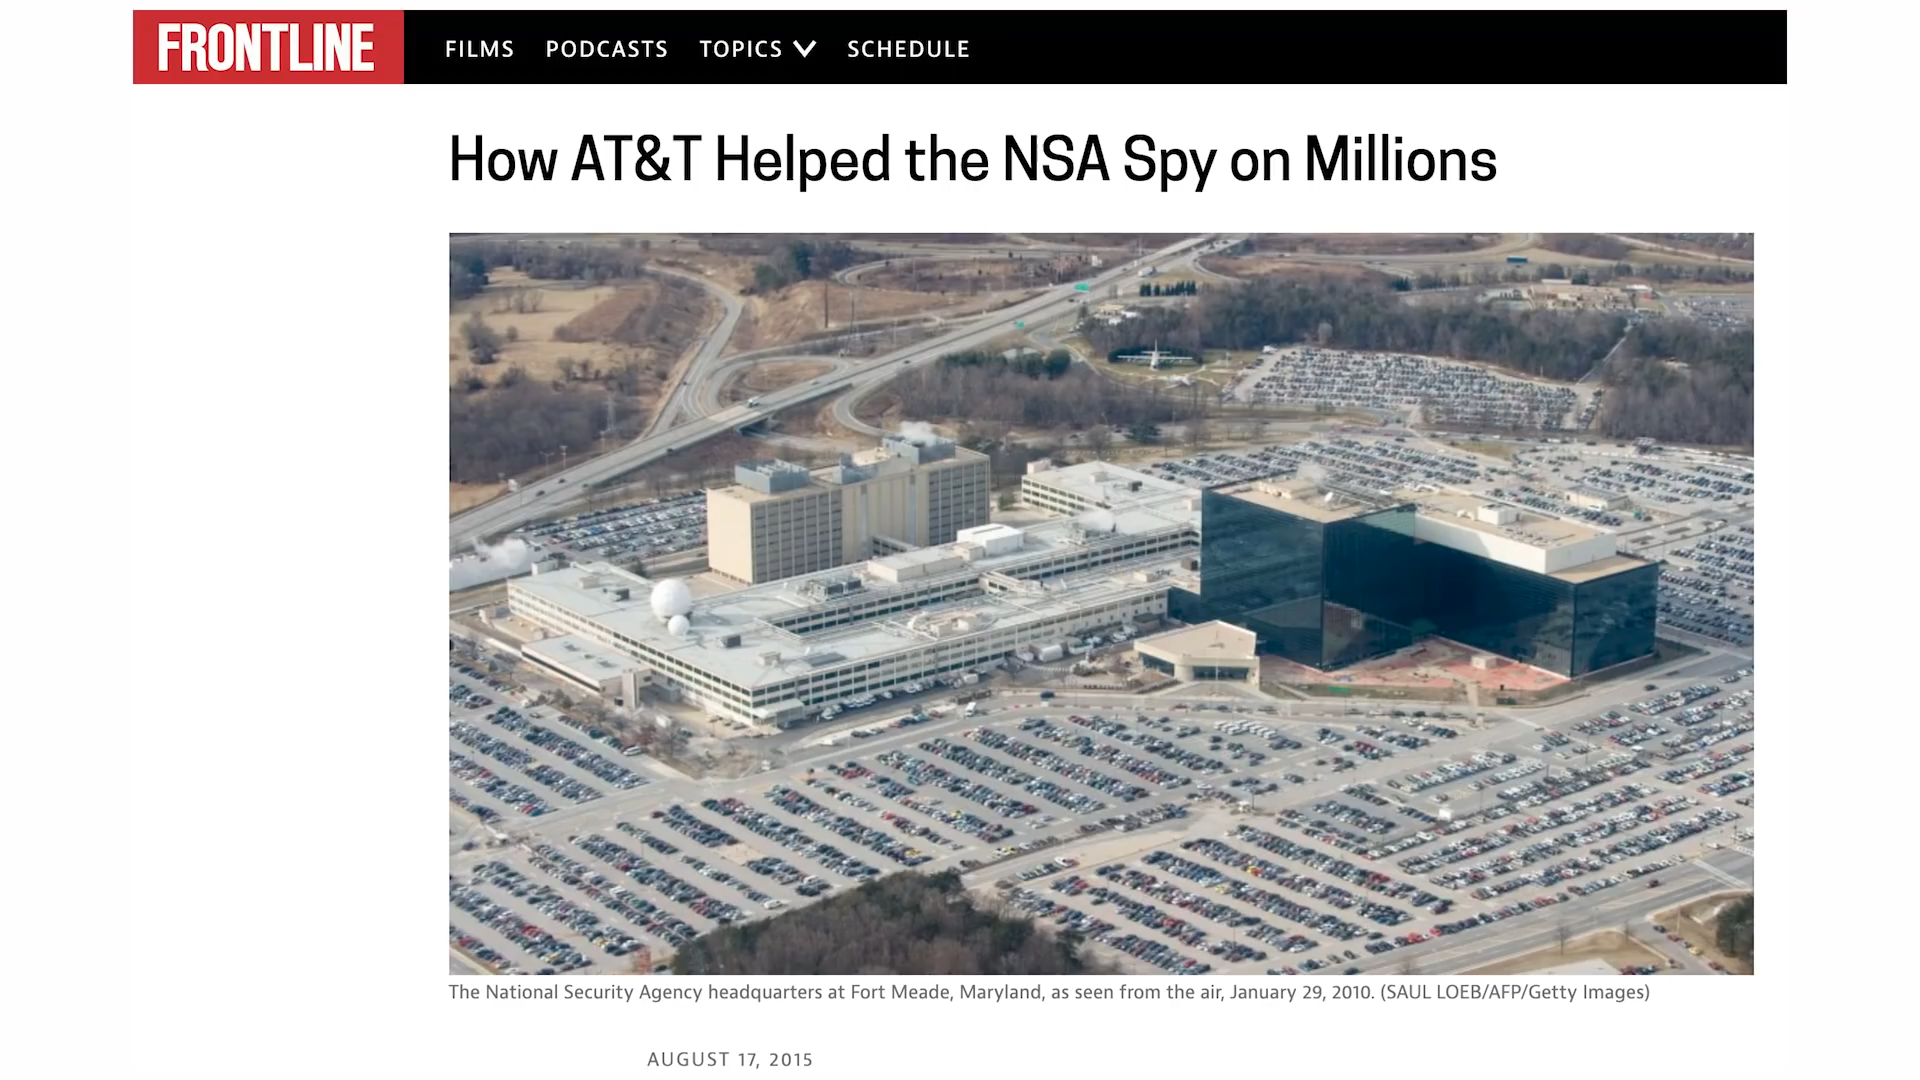 FRONTLINE
FILMS PODCASTS TOPICS SCHEDULE
How AT&T Helped the NSA Spy on Millions
The National Security Agency headquarters at Fort Meade, Maryland, as seen from the air, January 29, 2010. (SAUL LOEB/AFP/Getty Images)
AUGUST 17, 2015